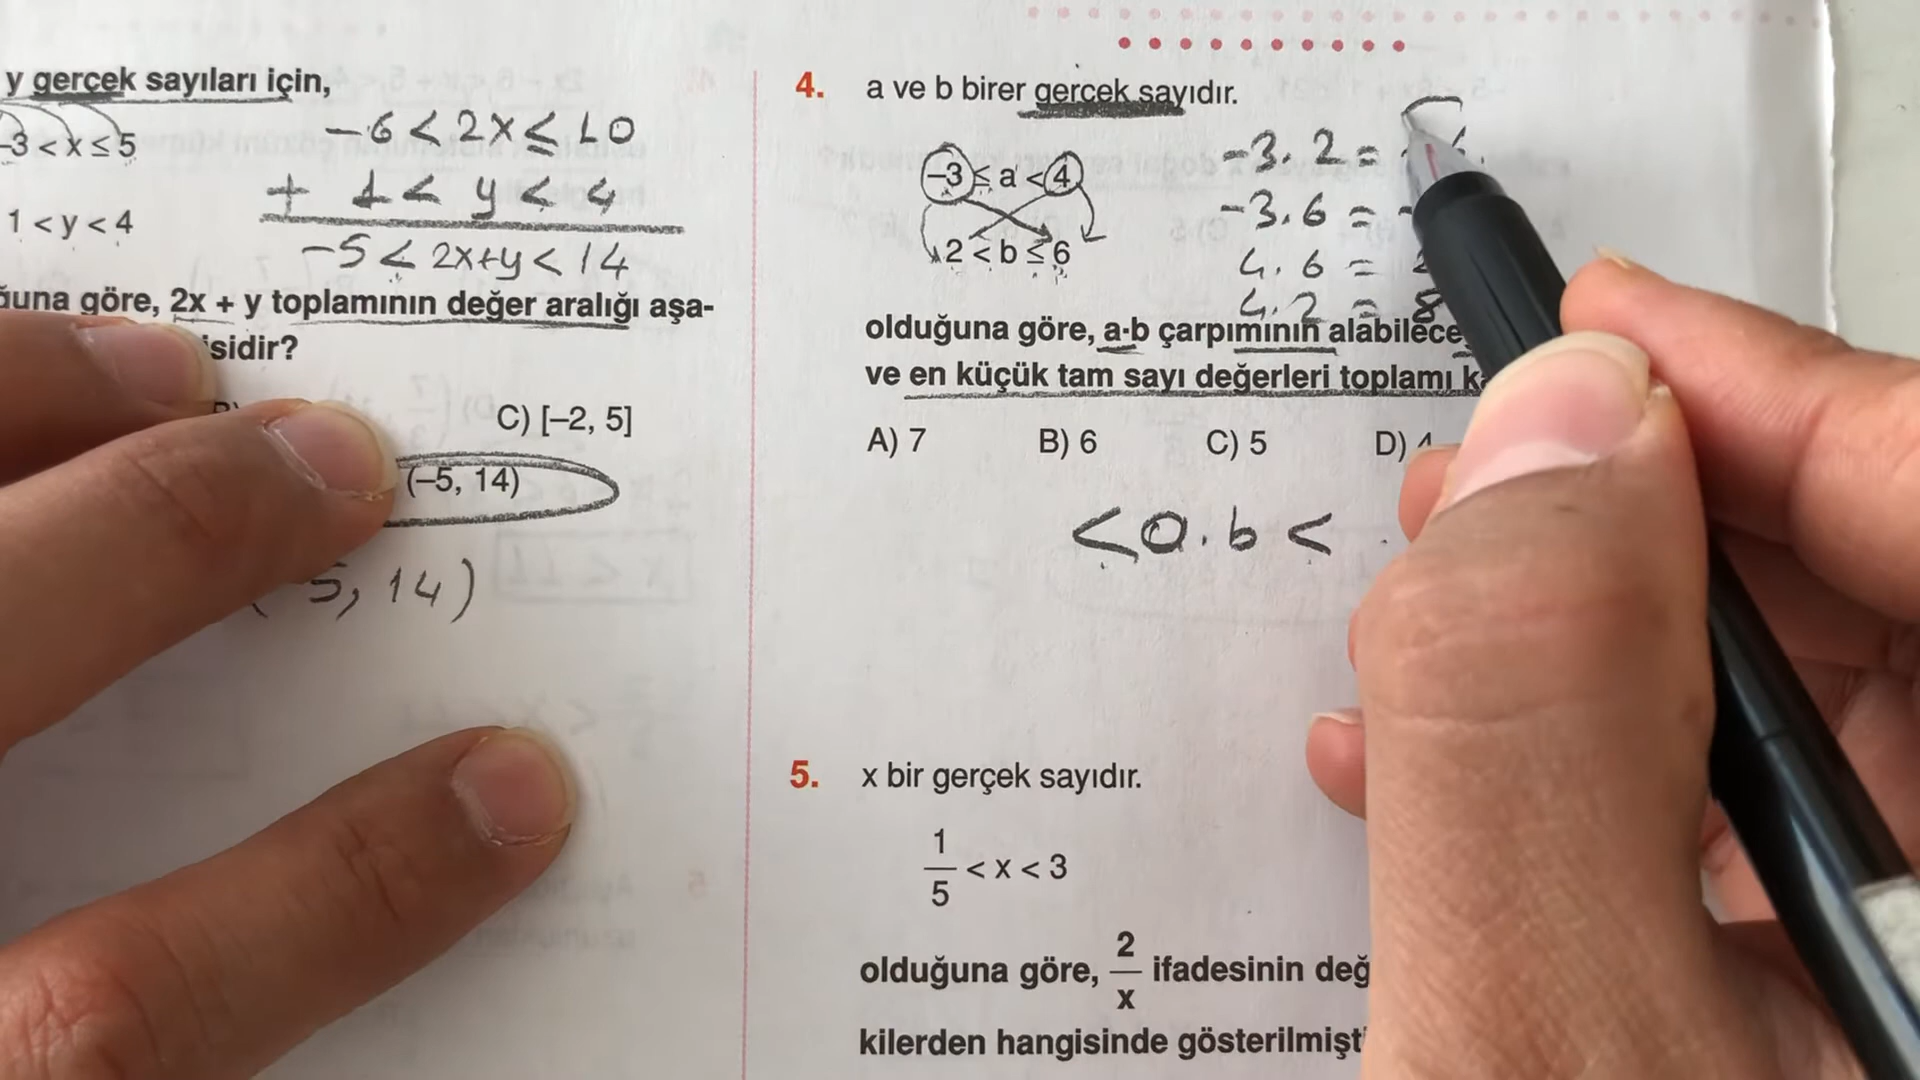 y gerçek sayıları için,
-3 < x ≤ 5
-6 < 2x ≤ 10
+ 1 < y < 4
1 < y < 4
-5 < 2x+y < 14
göre, 2x + y toplamının değer aralığı aşa-
sidir?
C) [–2, 5]
(–5, 14)
5, 14)
4. a ve b birer gerçek sayıdır.
–3 ≤ a < 4
2 < b ≤ 6
-3.2 =
-3.6 = -
4.6 =
4.2 = 8
olduğuna göre, a·b çarpımının alabilece
ve en küçük tam sayı değerleri toplamı
A) 7 B) 6 C) 5 D)
< a.b <
5. x bir gerçek sayıdır.
1/5 < x < 3
olduğuna göre, 2/x ifadesinin değ
kilerden hangisinde gösterilmişt